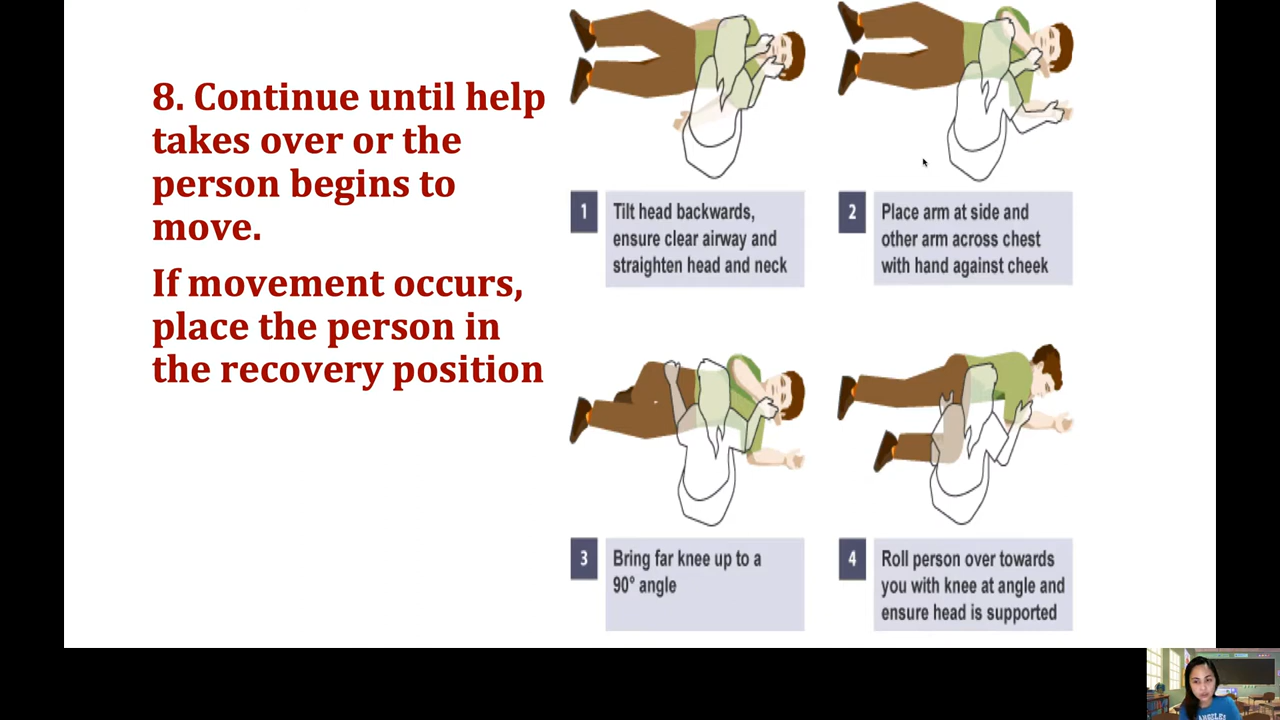 8. Continue until help
takes over or the
person begins to
move.
If movement occurs,
place the person in
the recovery position
1
Tilt head backwards,
ensure clear airway and
straighten head and neck
2
Place arm at side and
other arm across chest
with hand against cheek
3
Bring far knee up to a
90° angle
4
Roll person over towards
you with knee at angle and
ensure head is supported